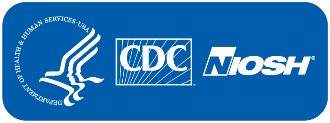 DEPARTMENT OF HEALTH & HUMAN SERVICES·USA
CDC
NIOSH®